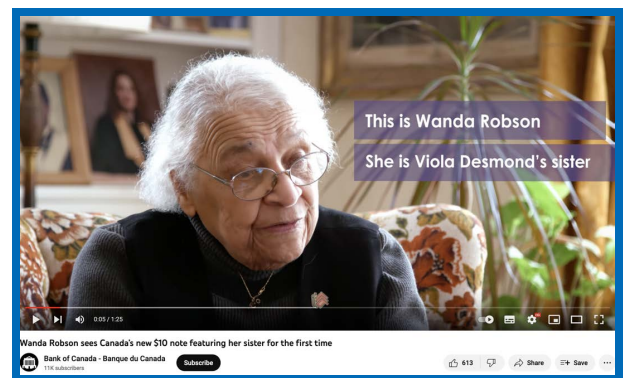 This is Wanda Robson
She is Viola Desmond's sister
0:05 / 1:25
Wanda Robson sees Canada's new $10 note featuring her sister for the first time
Bank of Canada - Banque du Canada
11K subscribers
Subscribe
613
Share
Save